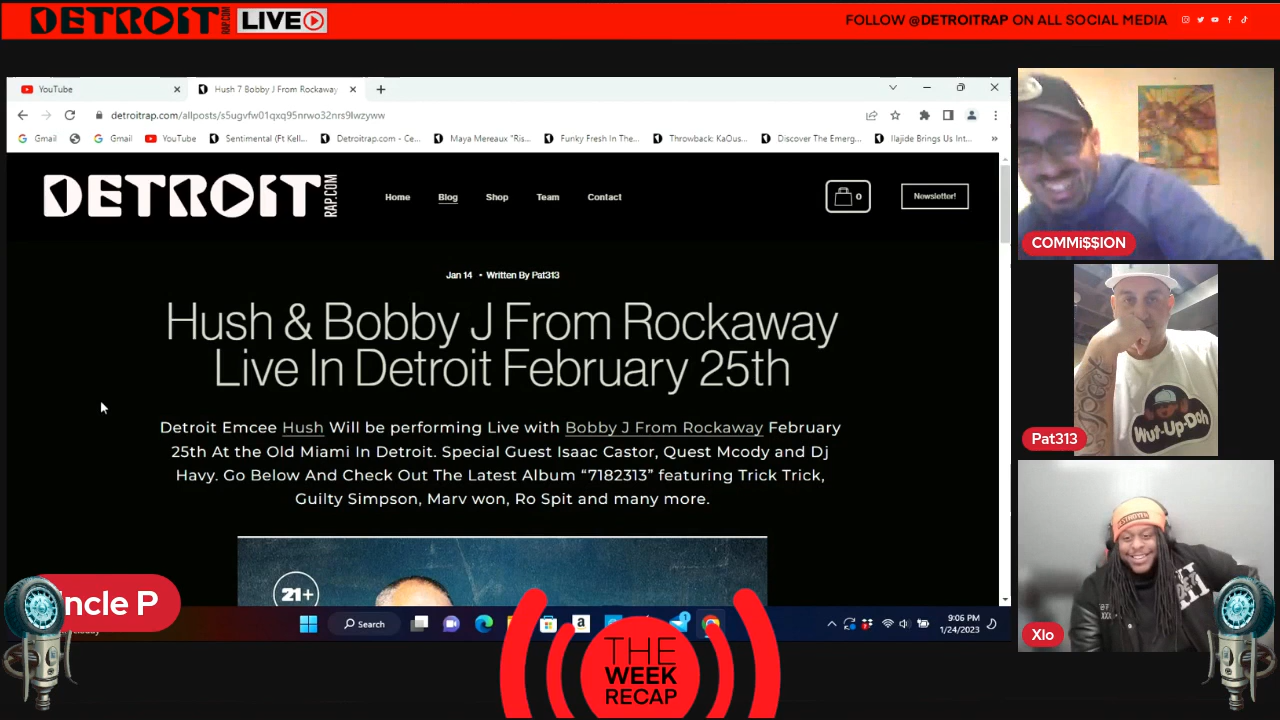 DETROIT RAP.COM LIVE
FOLLOW @DETROITRAP ON ALL SOCIAL MEDIA
YouTube
Hush 7 Bobby J From Rockaway
detroitrap.com/allposts/s5ugvfw01qxq95nrwo32nrs9lwzyww
Gmail Gmail YouTube Sentimental (Ft Kell... Detroitrap.com - Ce... Maya Mereaux "Ris... Funky Fresh In The... Throwback: KaOus... Discover The Emerg... Ilajide Brings Us Int... »
DETROIT RAP.COM
Home Blog Shop Team Contact
0
Newsletter!
Jan 14 • Written By Pat313
Hush & Bobby J From Rockaway
Live In Detroit February 25th
Detroit Emcee Hush Will be performing Live with Bobby J From Rockaway February
25th At the Old Miami In Detroit. Special Guest Isaac Castor, Quest Mcody and Dj
Havy. Go Below And Check Out The Latest Album “7182313” featuring Trick Trick,
Guilty Simpson, Marv won, Ro Spit and many more.
21+
COMMi$$ION
Wut-Up-Doh
Pat313
Xlo
ncle P
Search
9:06 PM
1/24/2023
THE
WEEK
RECAP